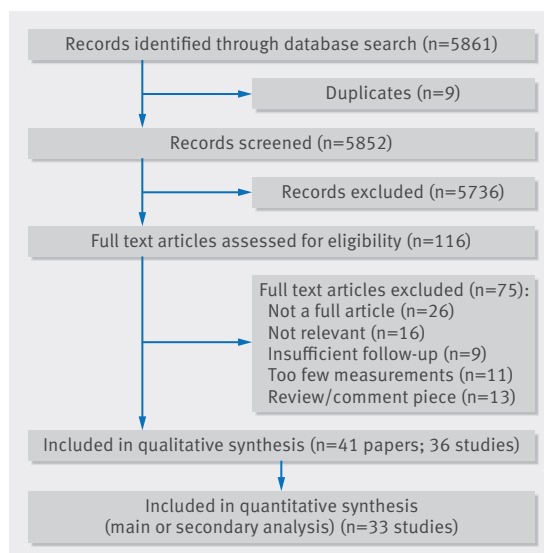 Records identified through database search (n=5861)
Duplicates (n=9)
Records screened (n=5852)
Records excluded (n=5736)
Full text articles assessed for eligibility (n=116)
Full text articles excluded (n=75):
Not a full article (n=26)
Not relevant (n=16)
Insufficient follow-up (n=9)
Too few measurements (n=11)
Review/comment piece (n=13)
Included in qualitative synthesis (n=41 papers; 36 studies)
Included in quantitative synthesis
(main or secondary analysis) (n=33 studies)